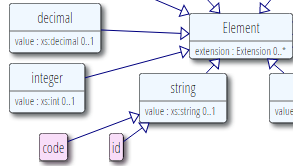 decimal
value : xs:decimal 0..1
Element
extension : Extension 0..*
integer
value : xs:int 0..1
string
value : xs:string 0..1
value
code
id